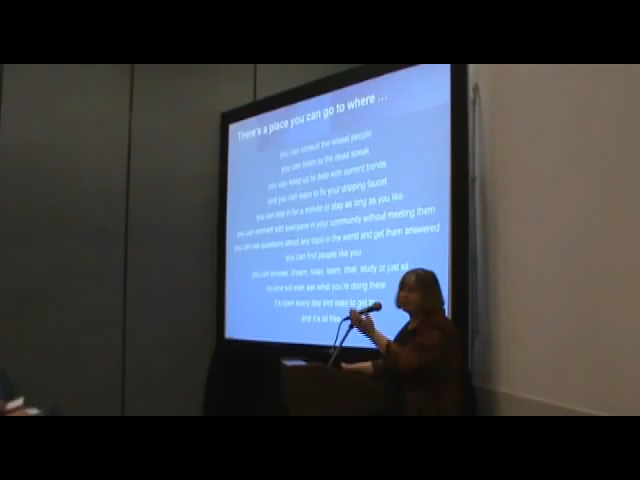 There's a place you can go to where ...
you can consult the wisest people
you can listen to the dead speak
you can keep up to date with current trends
and you can learn to fix your dripping faucet
you can stop in for a minute or stay as long as you like
you can connect with everyone in your community without meeting them
you can ask questions about any topic in the world and get them answered
you can find people like you
you can browse, dream, relax, learn, chat, study or just sit
no one will ever ask what you're doing there
it's open every day and easy to get
and it's all free